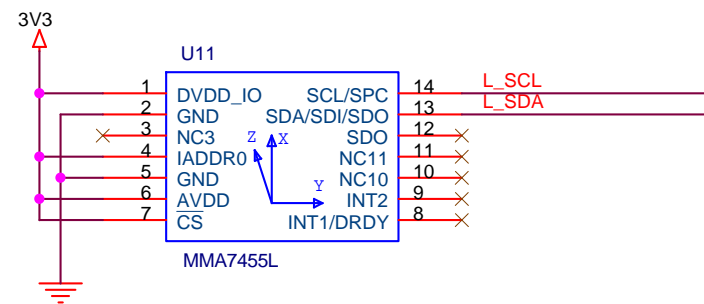 3V3
U11
1 DVDD_IO SCL/SPC 14 L_SCL
2 GND SDA/SDI/SDO 13 L_SDA
3 NC3 SDO 12
4 IADDR0 NC11 11
5 GND NC10 10
6 AVDD INT2 9
7 CS INT1/DRDY 8
Z X
Y
MMA7455L